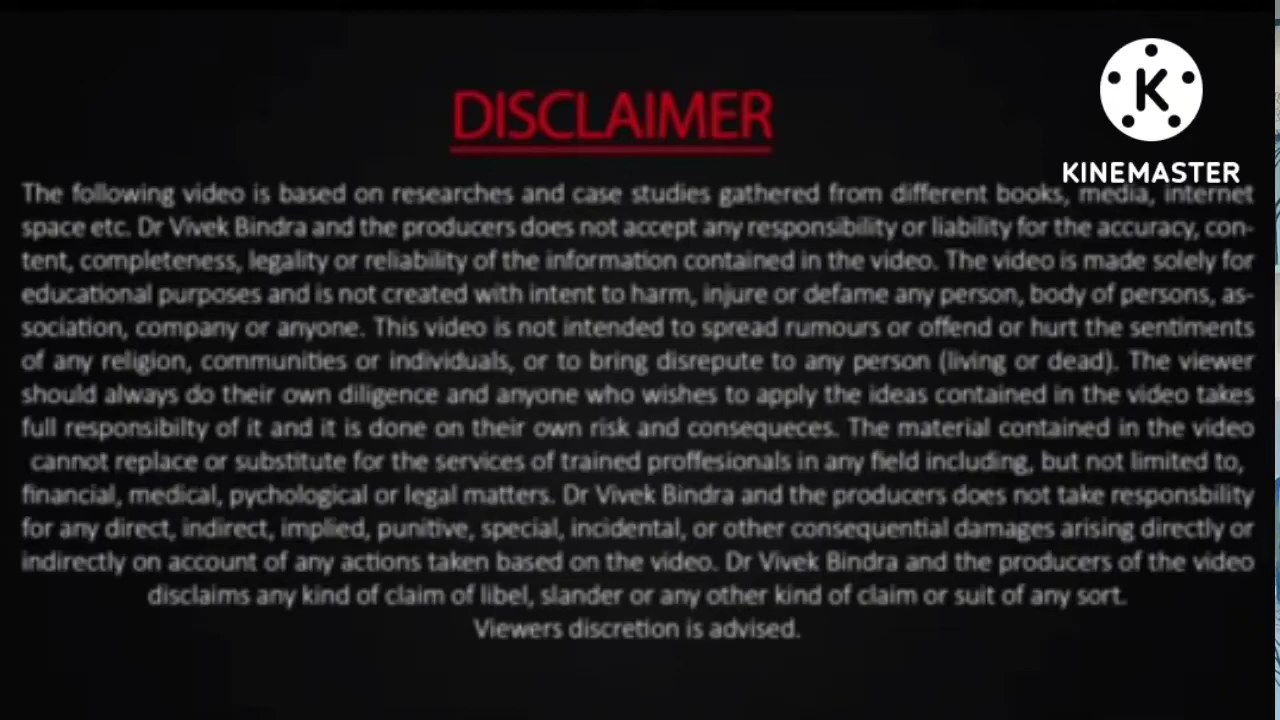 DISCLAIMER
K
KINEMASTER
The following video is based on researches and case studies gathered from different books, media, internet
space etc. Dr Vivek Bindra and the producers does not accept any responsibility or liability for the accuracy, con-
tent, completeness, legality or reliability of the information contained in the video. The video is made solely for
educational purposes and is not created with intent to harm, injure or defame any person, body of persons, as-
sociation, company or anyone. This video is not intended to spread rumours or offend or hurt the sentiments
of any religion, communities or individuals, or to bring disrepute to any person (living or dead). The viewer
should always do their own diligence and anyone who wishes to apply the ideas contained in the video takes
full responsibilty of it and it is done on their own risk and consequeces. The material contained in the video
cannot replace or substitute for the services of trained proffesionals in any field including, but not limited to,
financial, medical, pychological or legal matters. Dr Vivek Bindra and the producers does not take responsbility
for any direct, indirect, implied, punitive, special, incidental, or other consequential damages arising directly or
indirectly on account of any actions taken based on the video. Dr Vivek Bindra and the producers of the video
disclaims any kind of claim of libel, slander or any other kind of claim or suit of any sort.
Viewers discretion is advised.